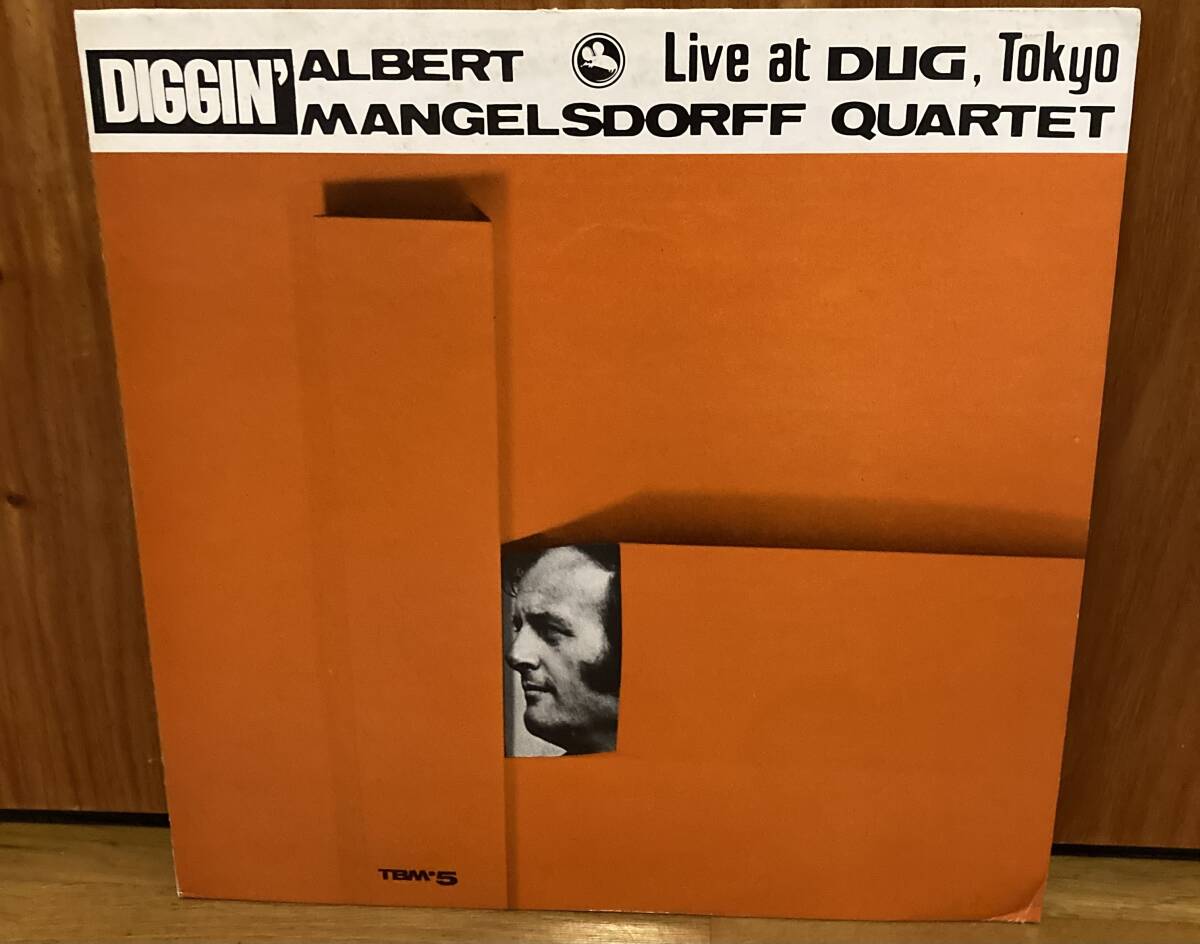 DIGGIN' ALBERT Live at DUG, Tokyo
MANGELSDORFF QUARTET
TBM•5